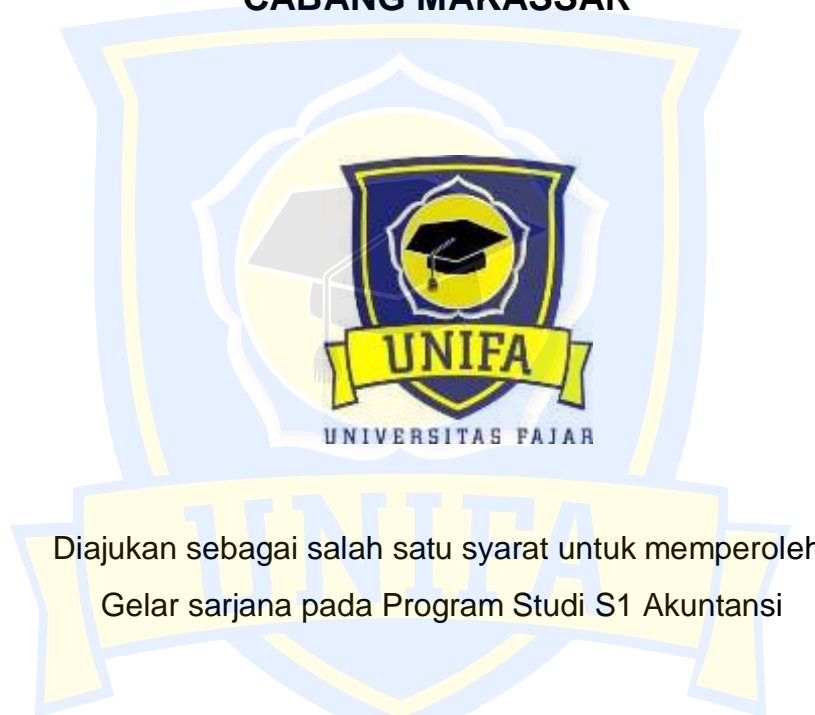 CABANG MAKASSAR
UNIFA
UNIVERSITAS FAJAR
Diajukan sebagai salah satu syarat untuk memperoleh
Gelar sarjana pada Program Studi S1 Akuntansi
UNIFA